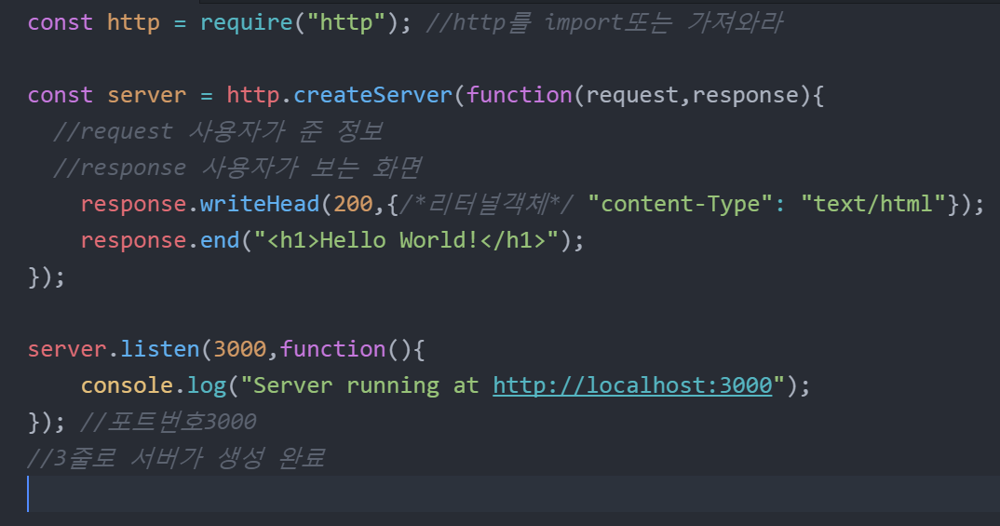 const http = require("http"); //http를 import또는 가져와라
const server = http.createServer(function(request,response){
//request 사용자가 준 정보
//response 사용자가 보는 화면
response.writeHead(200,{/*리터널객체*/ "content-Type": "text/html"});
response.end("<h1>Hello World!</h1>");
});
server.listen(3000,function(){
console.log("Server running at http://localhost:3000");
}); //포트번호3000
//3줄로 서버가 생성 완료